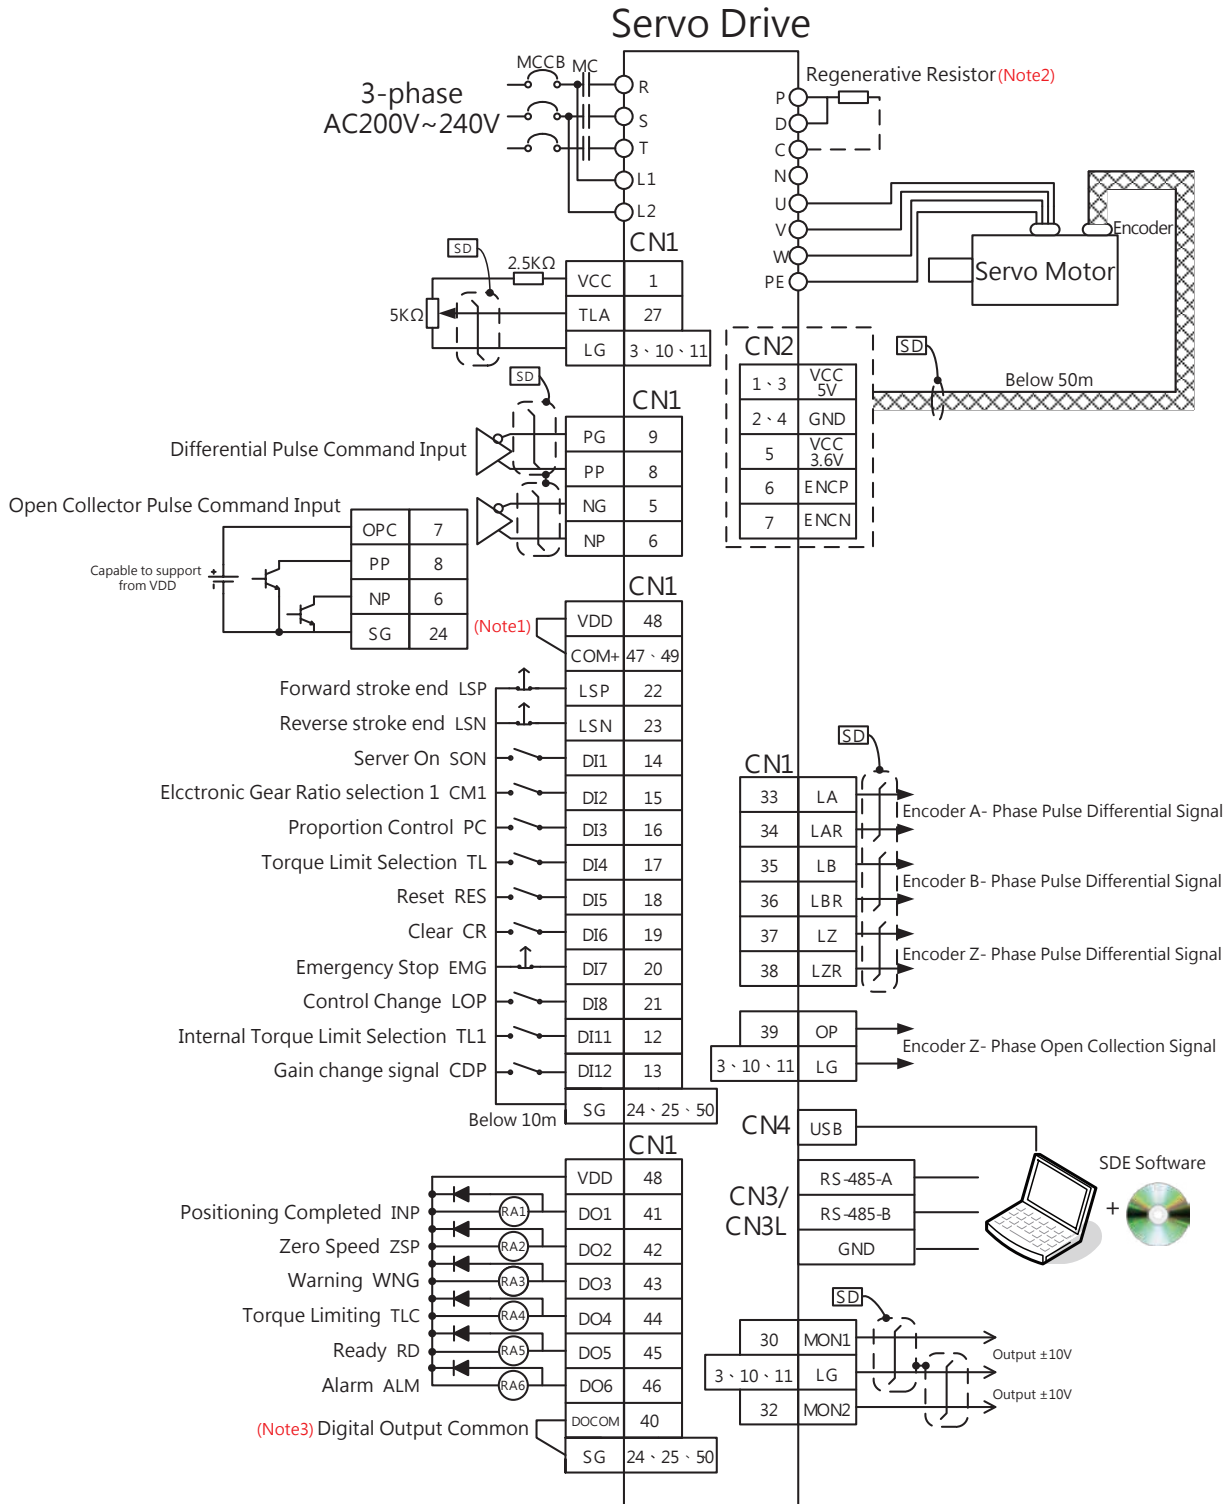 Servo Drive
MCCB MC
3-phase
AC200V~240V
R
S
T
L1
L2
Regenerative Resistor(Note2)
P
D
C
N
U
V
W
PE
Encoder
Servo Motor
CN1
SD
2.5KΩ
5KΩ
VCC 1
TLA 27
LG 3、10、11
CN2
SD
Below 50m
1、3 VCC 5V
2、4 GND
5 VCC 3.6V
6 ENCP
7 ENCN
SD
CN1
Differential Pulse Command Input
PG 9
PP 8
NG 5
NP 6
Open Collector Pulse Command Input
Capable to support
from VDD
+
-
OPC 7
PP 8
NP 6
SG 24
CN1
(Note1)
VDD 48
COM+ 47、49
Forward stroke end LSP LSP 22
Reverse stroke end LSN LSN 23
Server On SON DI1 14
Elcctronic Gear Ratio selection 1 CM1 DI2 15
Proportion Control PC DI3 16
Torque Limit Selection TL DI4 17
Reset RES DI5 18
Clear CR DI6 19
Emergency Stop EMG DI7 20
Control Change LOP DI8 21
Internal Torque Limit Selection TL1 DI11 12
Gain change signal CDP DI12 13
Below 10m SG 24、25、50
SD
CN1
33 LA
34 LAR
Encoder A- Phase Pulse Differential Signal
35 LB
36 LBR
Encoder B- Phase Pulse Differential Signal
37 LZ
38 LZR
Encoder Z- Phase Pulse Differential Signal
39 OP
3、10、11 LG
Encoder Z- Phase Open Collection Signal
CN4 USB
SDE Software
+
CN3/
CN3L
RS-485-A
RS-485-B
GND
CN1
VDD 48
Positioning Completed INP RA1 DO1 41
Zero Speed ZSP RA2 DO2 42
Warning WNG RA3 DO3 43
Torque Limiting TLC RA4 DO4 44
Ready RD RA5 DO5 45
Alarm ALM RA6 DO6 46
(Note3) Digital Output Common DOCOM 40
SG 24、25、50
SD
30 MON1
Output ±10V
3、10、11 LG
Output ±10V
32 MON2